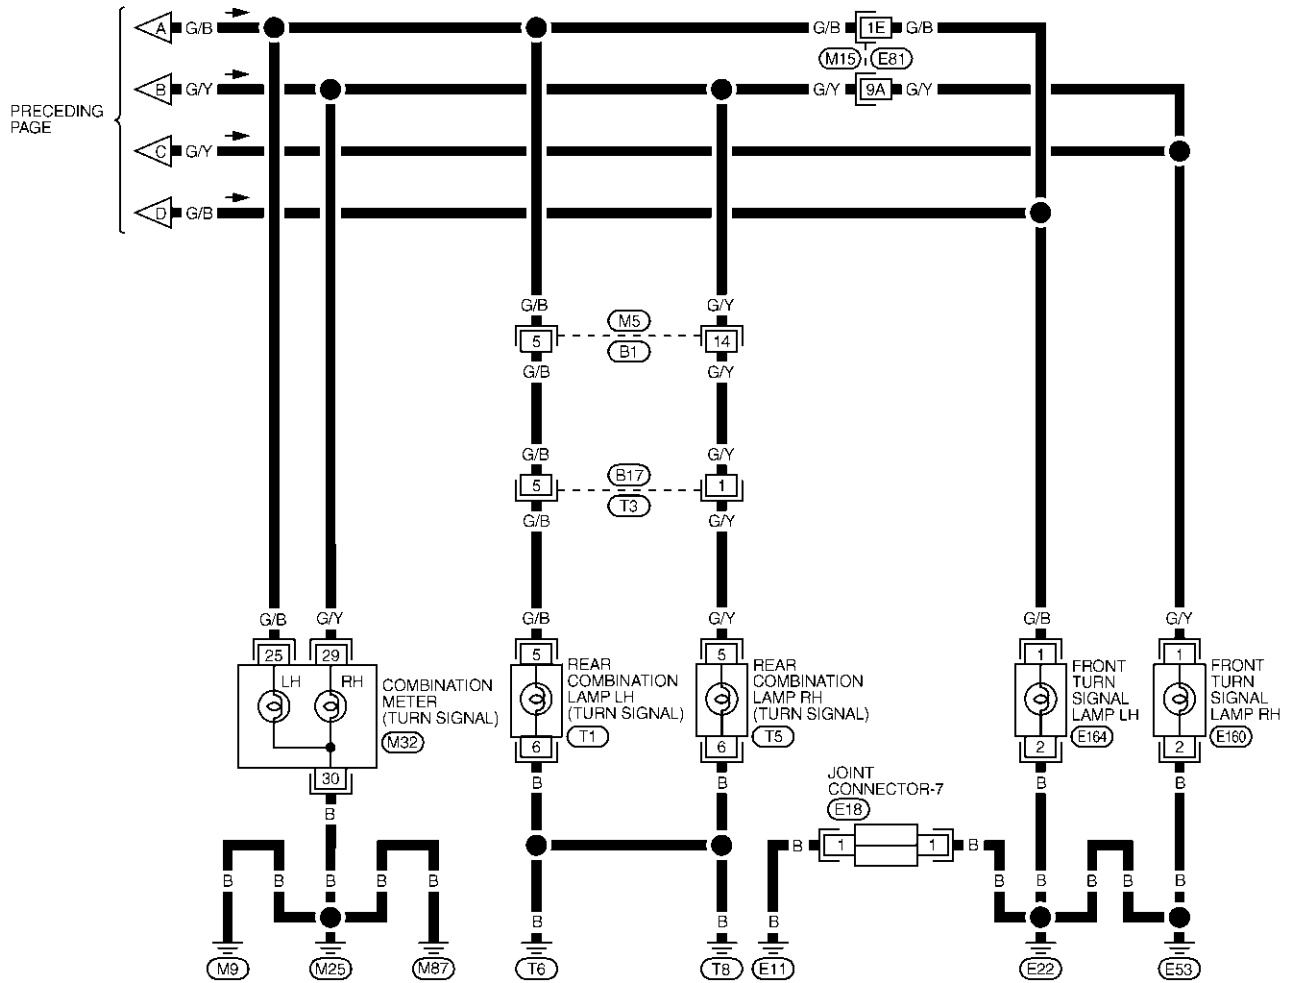 A G/B G/B 1E G/B
M15 E81
B G/Y G/Y 9A G/Y
PRECEDING
PAGE
C G/Y
D G/B
G/B G/Y
M5
5 14
B1
G/B G/Y
G/B G/Y
B17
5 1
T3
G/B G/Y
G/B G/Y G/B G/Y G/B G/Y
25 29 5 5 1 1
LH RH
COMBINATION
METER
(TURN SIGNAL)
M32
REAR
COMBINATION
LAMP LH
(TURN SIGNAL)
T1
REAR
COMBINATION
LAMP RH
(TURN SIGNAL)
T5
FRONT
TURN
SIGNAL
LAMP LH
E164
FRONT
TURN
SIGNAL
LAMP RH
E160
30 6 6 2 2
B B B B B
JOINT
CONNECTOR-7
E18
B 1 1 B
B B B B B B B B B
B B B
M9 M25 M87 T6 T8 E11 E22 E53